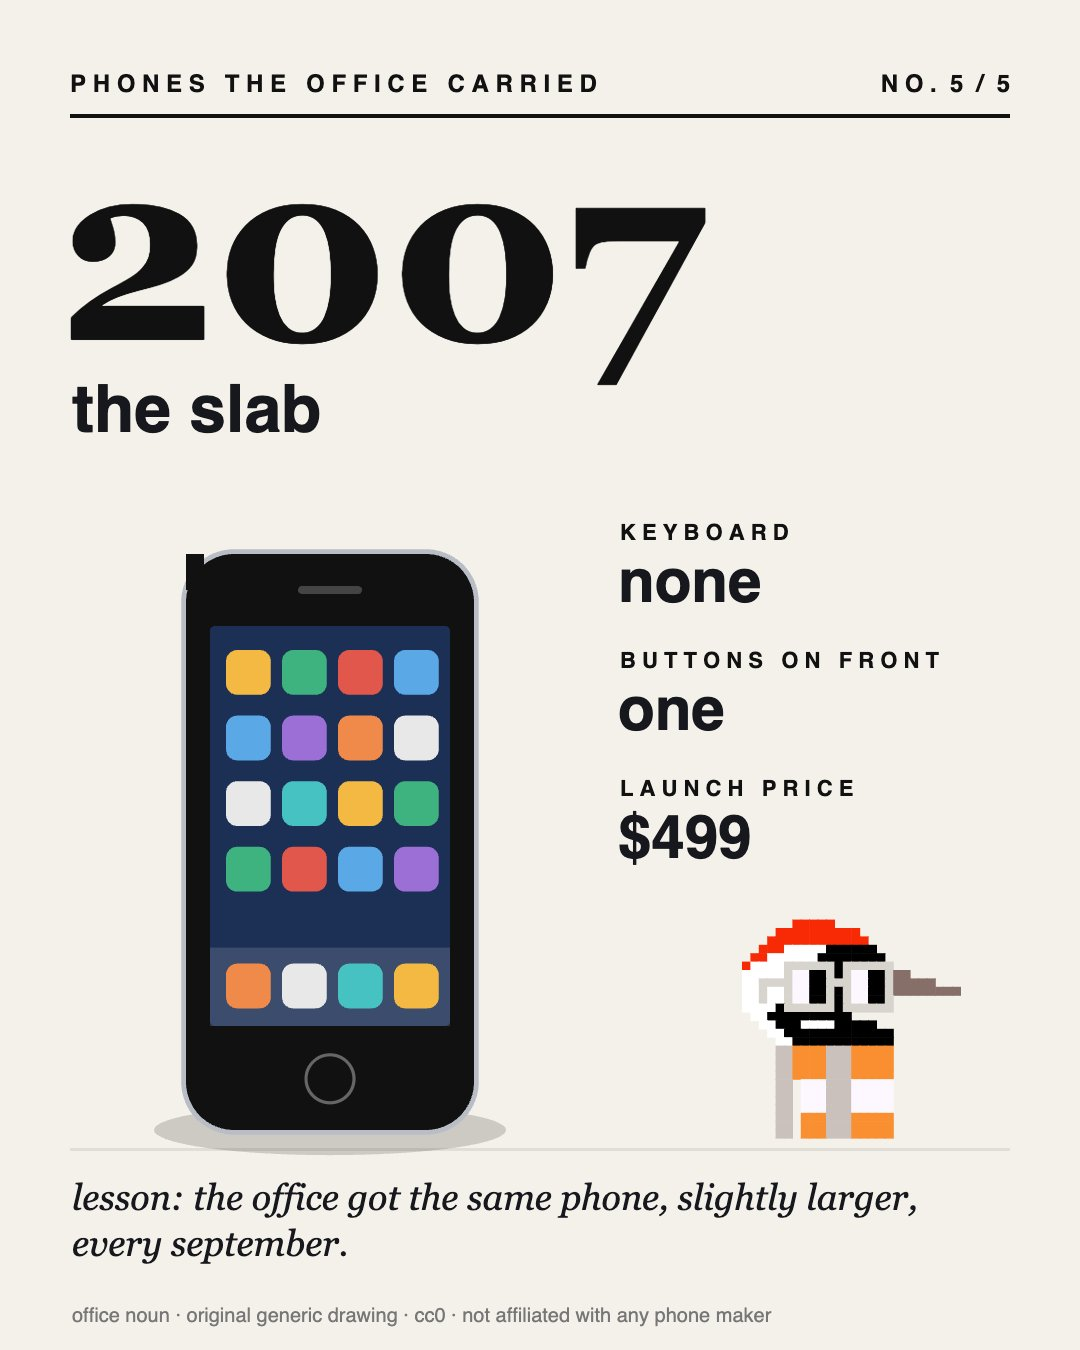 PHONES THE OFFICE CARRIED
NO. 5 / 5
2007
the slab
KEYBOARD
none
BUTTONS ON FRONT
one
LAUNCH PRICE
$499
lesson: the office got the same phone, slightly larger,
every september.
office noun · original generic drawing · cc0 · not affiliated with any phone maker